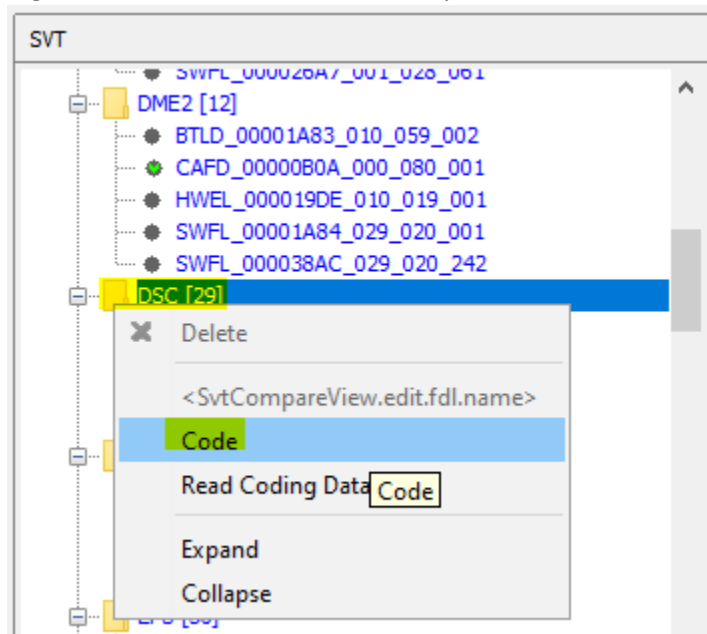 SVT
SWFL_000026A7_001_028_061
DME2 [12]
BTLD_00001A83_010_059_002
CAFD_00000B0A_000_080_001
HWEL_000019DE_010_019_001
SWFL_00001A84_029_020_001
SWFL_000038AC_029_020_242
DSC [29]
Delete
<SvtCompareView.edit.fdl.name>
Code
Read Coding Data
Code
Expand
Collapse